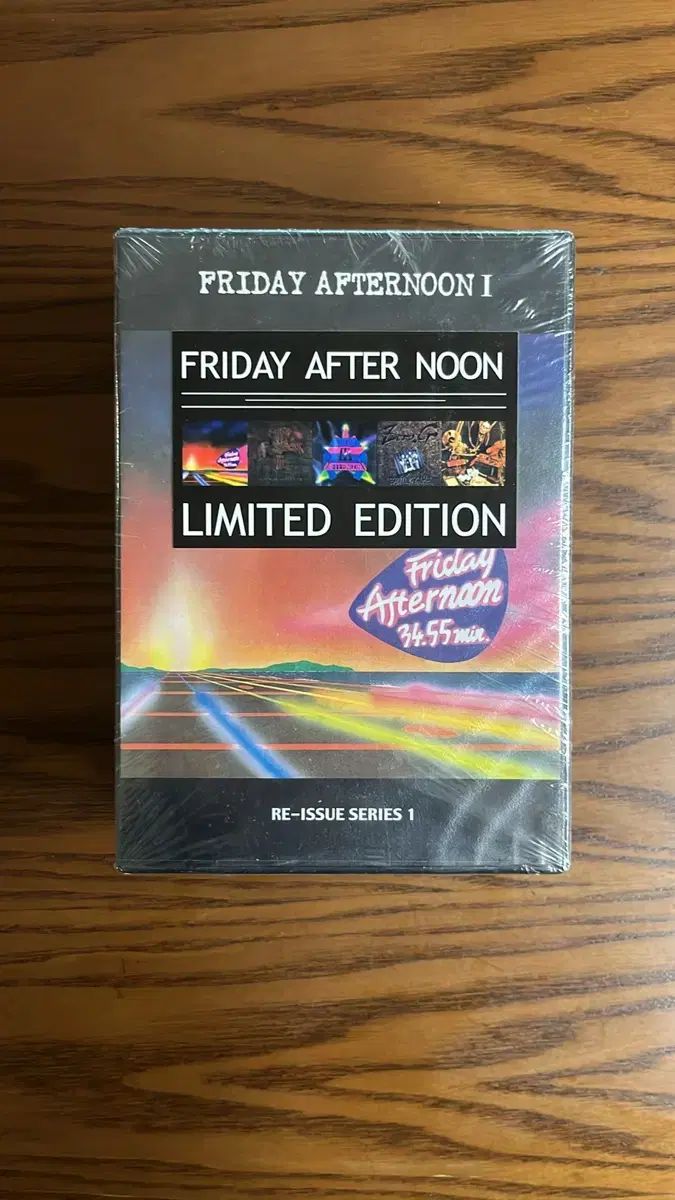 FRIDAY AFTERNOON I
FRIDAY AFTER NOON
LIMITED EDITION
Friday
Afternoon
34.55 min.
RE-ISSUE SERIES 1